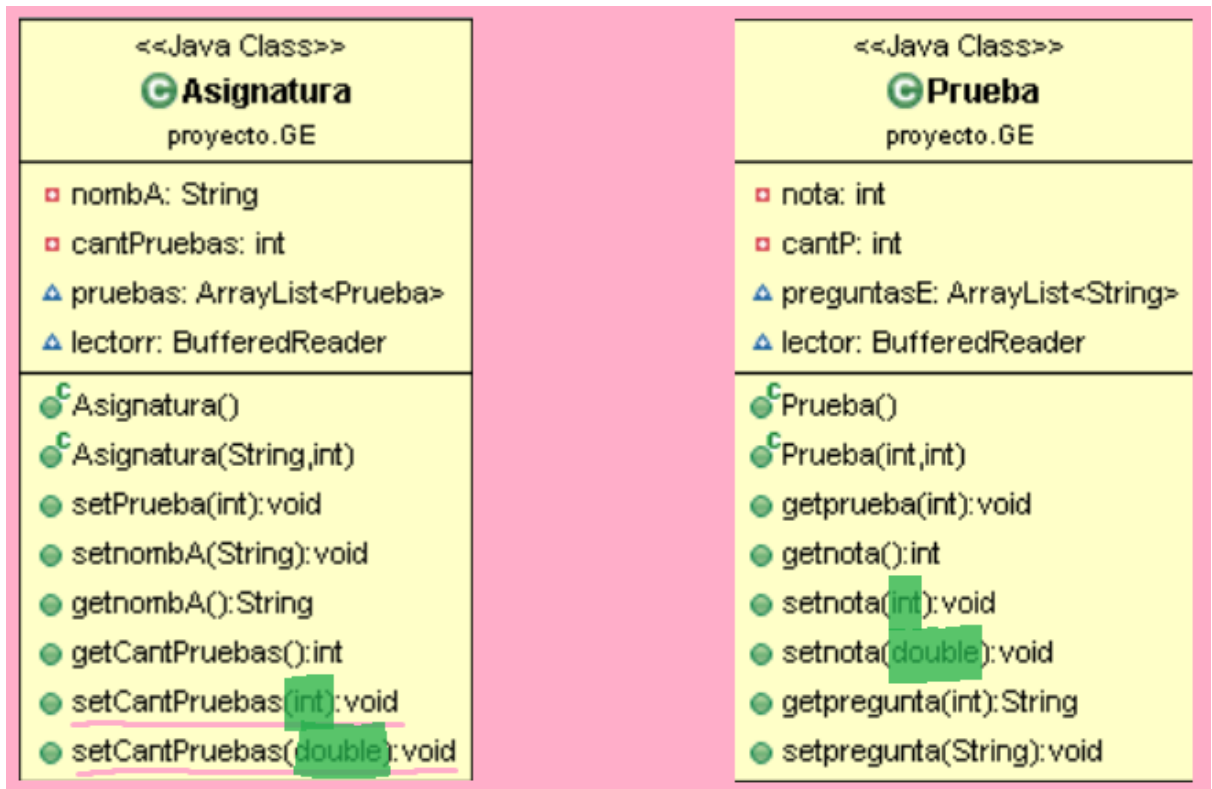 <<Java Class>>
Asignatura
proyecto.GE
nombA: String
cantPruebas: int
pruebas: ArrayList<Prueba>
lectorr: BufferedReader
Asignatura()
Asignatura(String,int)
setPrueba(int):void
setnombA(String):void
getnombA():String
getCantPruebas():int
setCantPruebas(int):void
setCantPruebas(double):void
<<Java Class>>
Prueba
proyecto.GE
nota: int
cantP: int
preguntasE: ArrayList<String>
lector: BufferedReader
Prueba()
Prueba(int,int)
getprueba(int):void
getnota():int
setnota(int):void
setnota(double):void
getpregunta(int):String
setpregunta(String):void